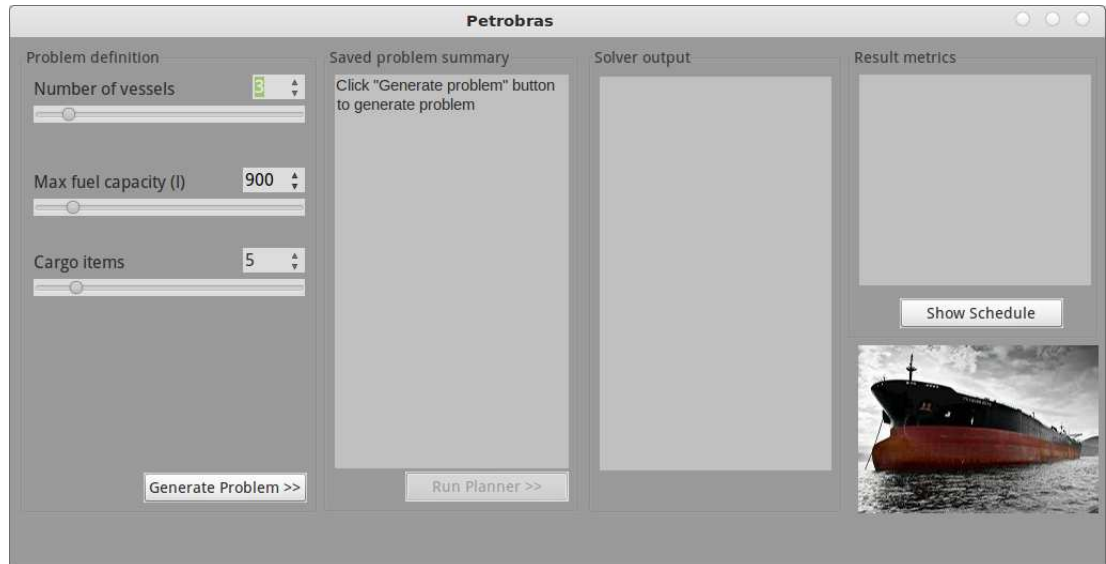 Petrobras
Problem definition
Number of vessels 3
Max fuel capacity (l) 900
Cargo items 5
Generate Problem >>
Saved problem summary
Click "Generate problem" button
to generate problem
Run Planner >>
Solver output
Result metrics
Show Schedule